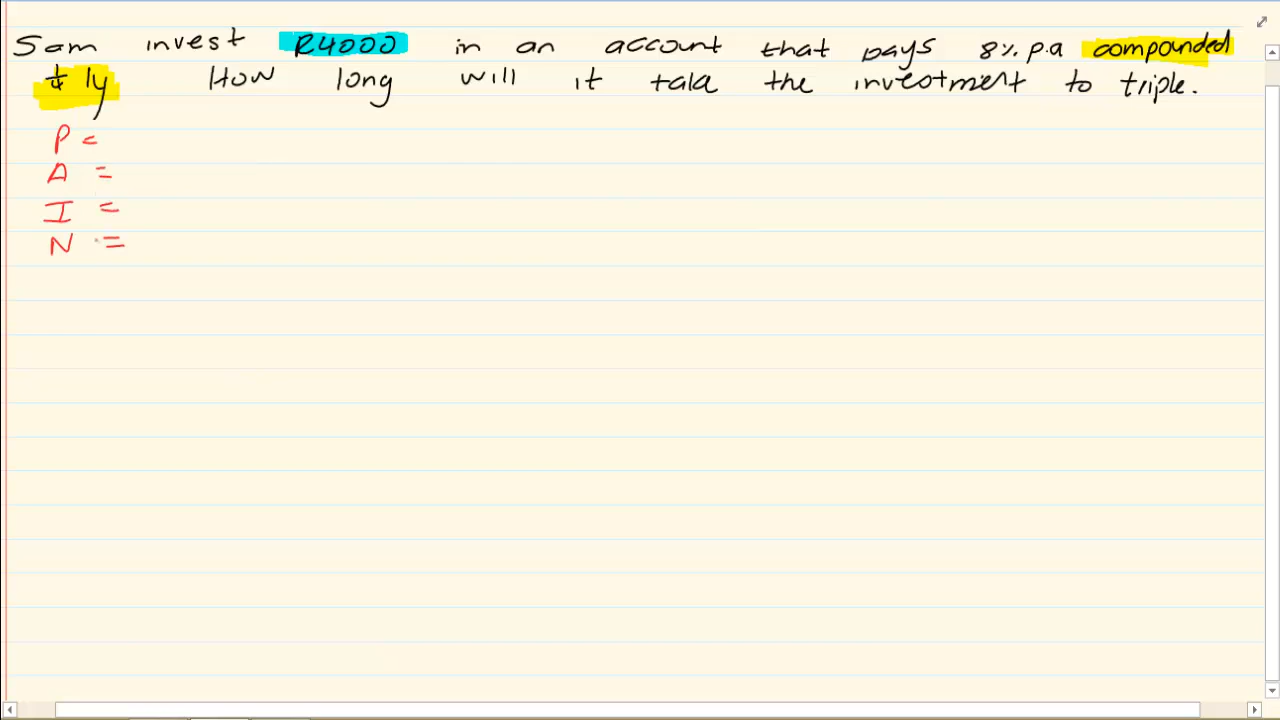 Sam invest R4000 in an account that pays 8% p.a compounded
¼ ly How long will it take the investment to triple.
P =
A =
I =
N =